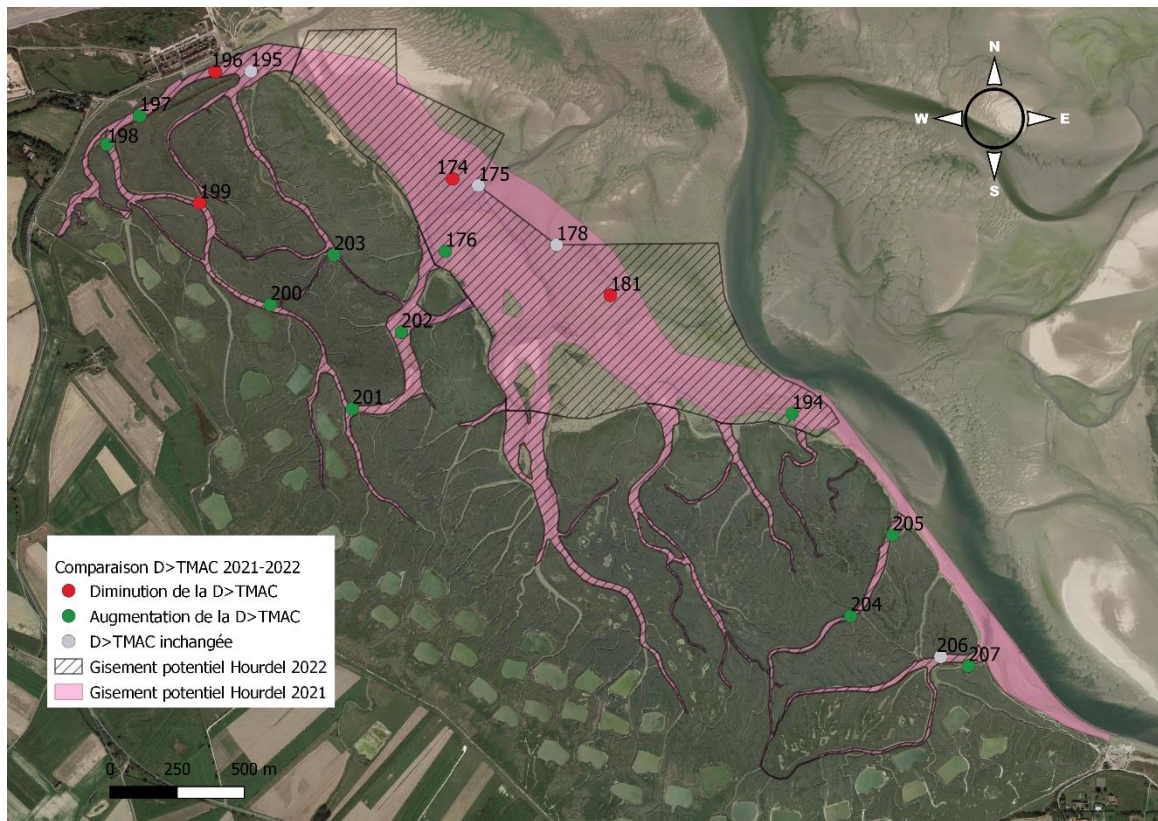 N
W
E
S
196
195
197
198
174
175
199
203
176
178
181
200
202
201
194
205
204
206
207
Comparaison D>TMAC 2021-2022
Diminution de la D>TMAC
Augmentation de la D>TMAC
D>TMAC inchangée
Gisement potentiel Hourdel 2022
Gisement potentiel Hourdel 2021
0 250 500 m